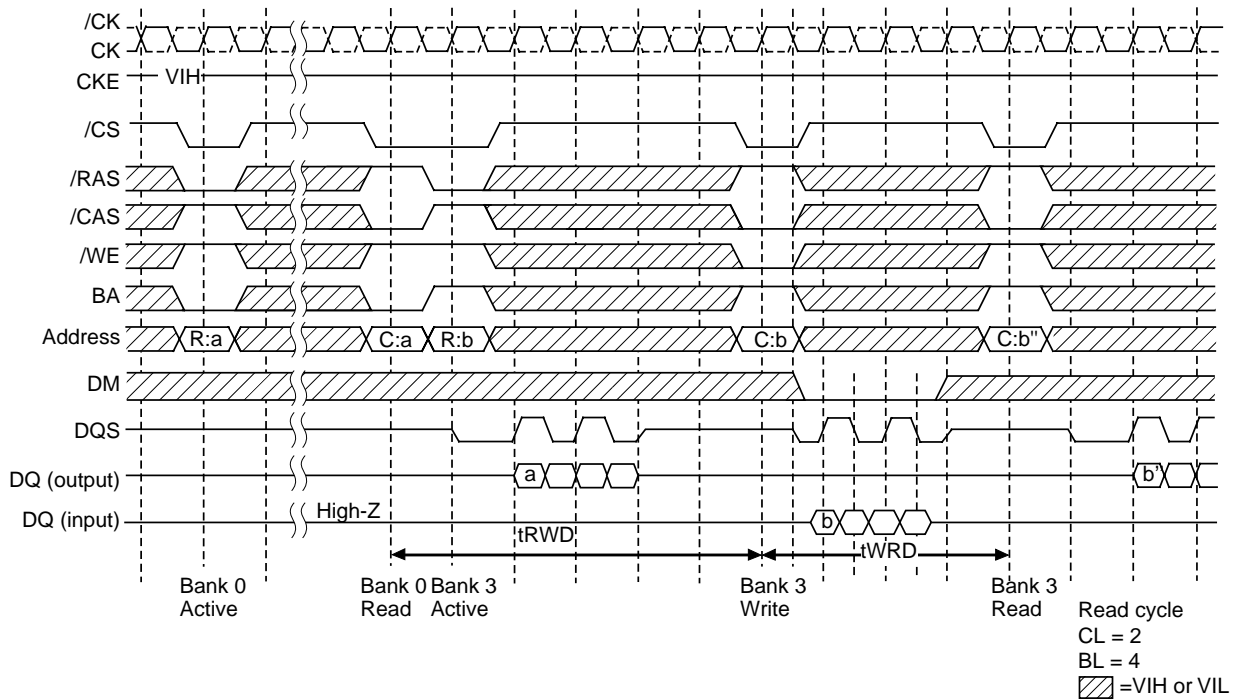 /CK
CK
CKE VIH
/CS
/RAS
/CAS
/WE
BA
Address R:a C:a R:b C:b C:b"
DM
DQS
DQ (output) a b'
DQ (input) High-Z b
tRWD tWRD
Bank 0 Active
Bank 0 Read
Bank 3 Active
Bank 3 Write
Bank 3 Read
Read cycle
CL = 2
BL = 4
=VIH or VIL